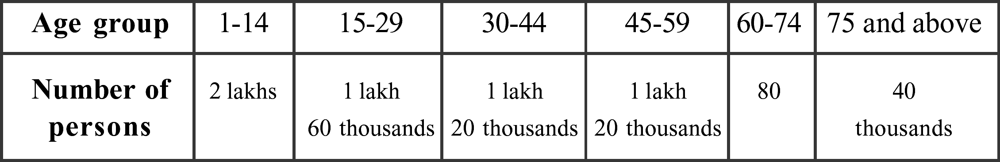 Age group 1-14 15-29 30-44 45-59 60-74 75 and above
Number of 2 lakhs 1 lakh 1 lakh 1 lakh 80 40
persons 60 thousands 20 thousands 20 thousands thousands